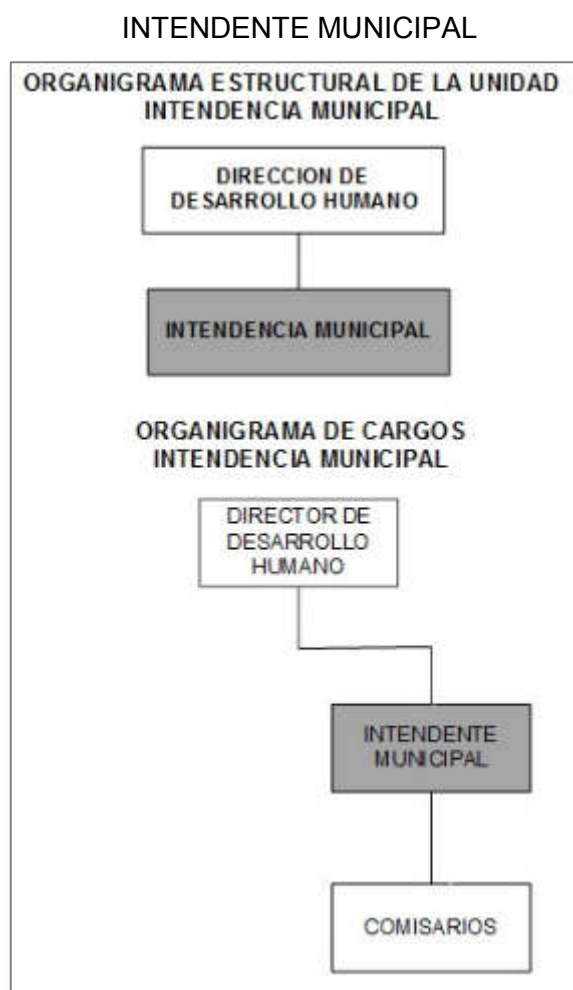 INTENDENTE MUNICIPAL
ORGANIGRAMA ESTRUCTURAL DE LA UNIDAD
INTENDENCIA MUNICIPAL
DIRECCION DE
DESARROLLO HUMANO
INTENDENCIA MUNICIPAL
ORGANIGRAMA DE CARGOS
INTENDENCIA MUNICIPAL
DIRECTOR DE
DESARROLLO
HUMANO
INTENDENTE
MUNICIPAL
COMISARIOS